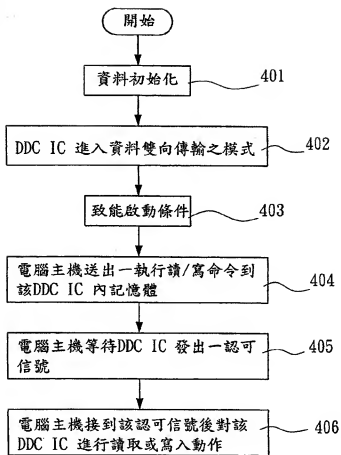 開始
資料初始化
401
DDC IC 進入資料雙向傳輸之模式
402
致能啟動條件
403
電腦主機送出一執行讀/寫命令到
該DDC IC 內記憶體
404
電腦主機等待DDC IC 發出一認可
信號
405
電腦主機接到該認可信號後對該
DDC IC 進行讀取或寫入動作
406